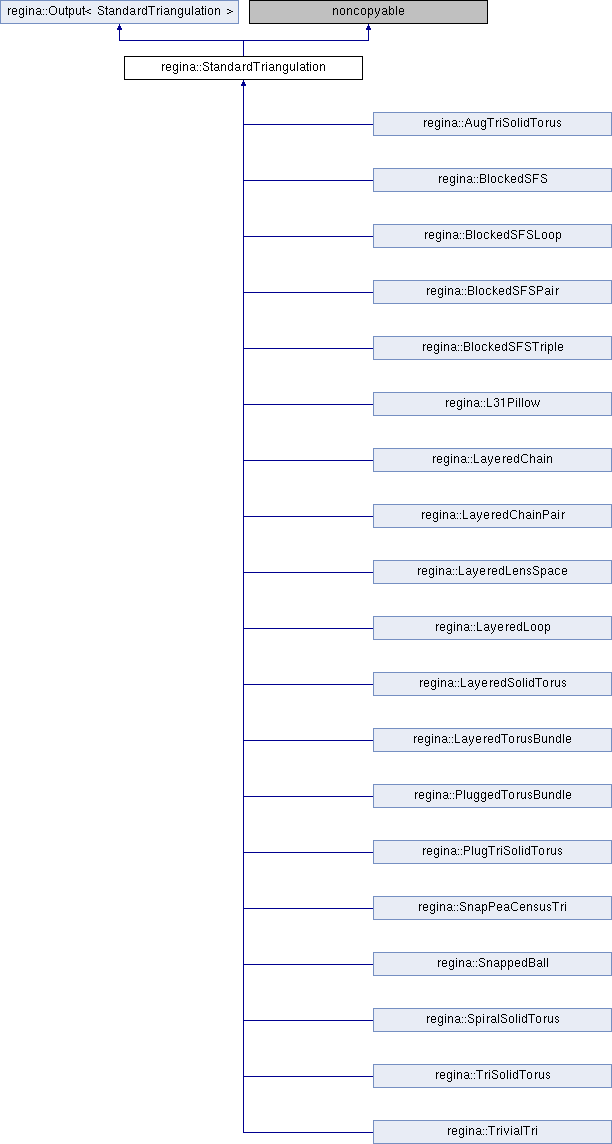 regina::Output< StandardTriangulation >
noncopyable
regina::StandardTriangulation
regina::AugTriSolidTorus
regina::BlockedSFS
regina::BlockedSFSLoop
regina::BlockedSFSPair
regina::BlockedSFSTriple
regina::L31Pillow
regina::LayeredChain
regina::LayeredChainPair
regina::LayeredLensSpace
regina::LayeredLoop
regina::LayeredSolidTorus
regina::LayeredTorusBundle
regina::PluggedTorusBundle
regina::PlugTriSolidTorus
regina::SnapPeaCensusTri
regina::SnappedBall
regina::SpiralSolidTorus
regina::TriSolidTorus
regina::TrivialTri